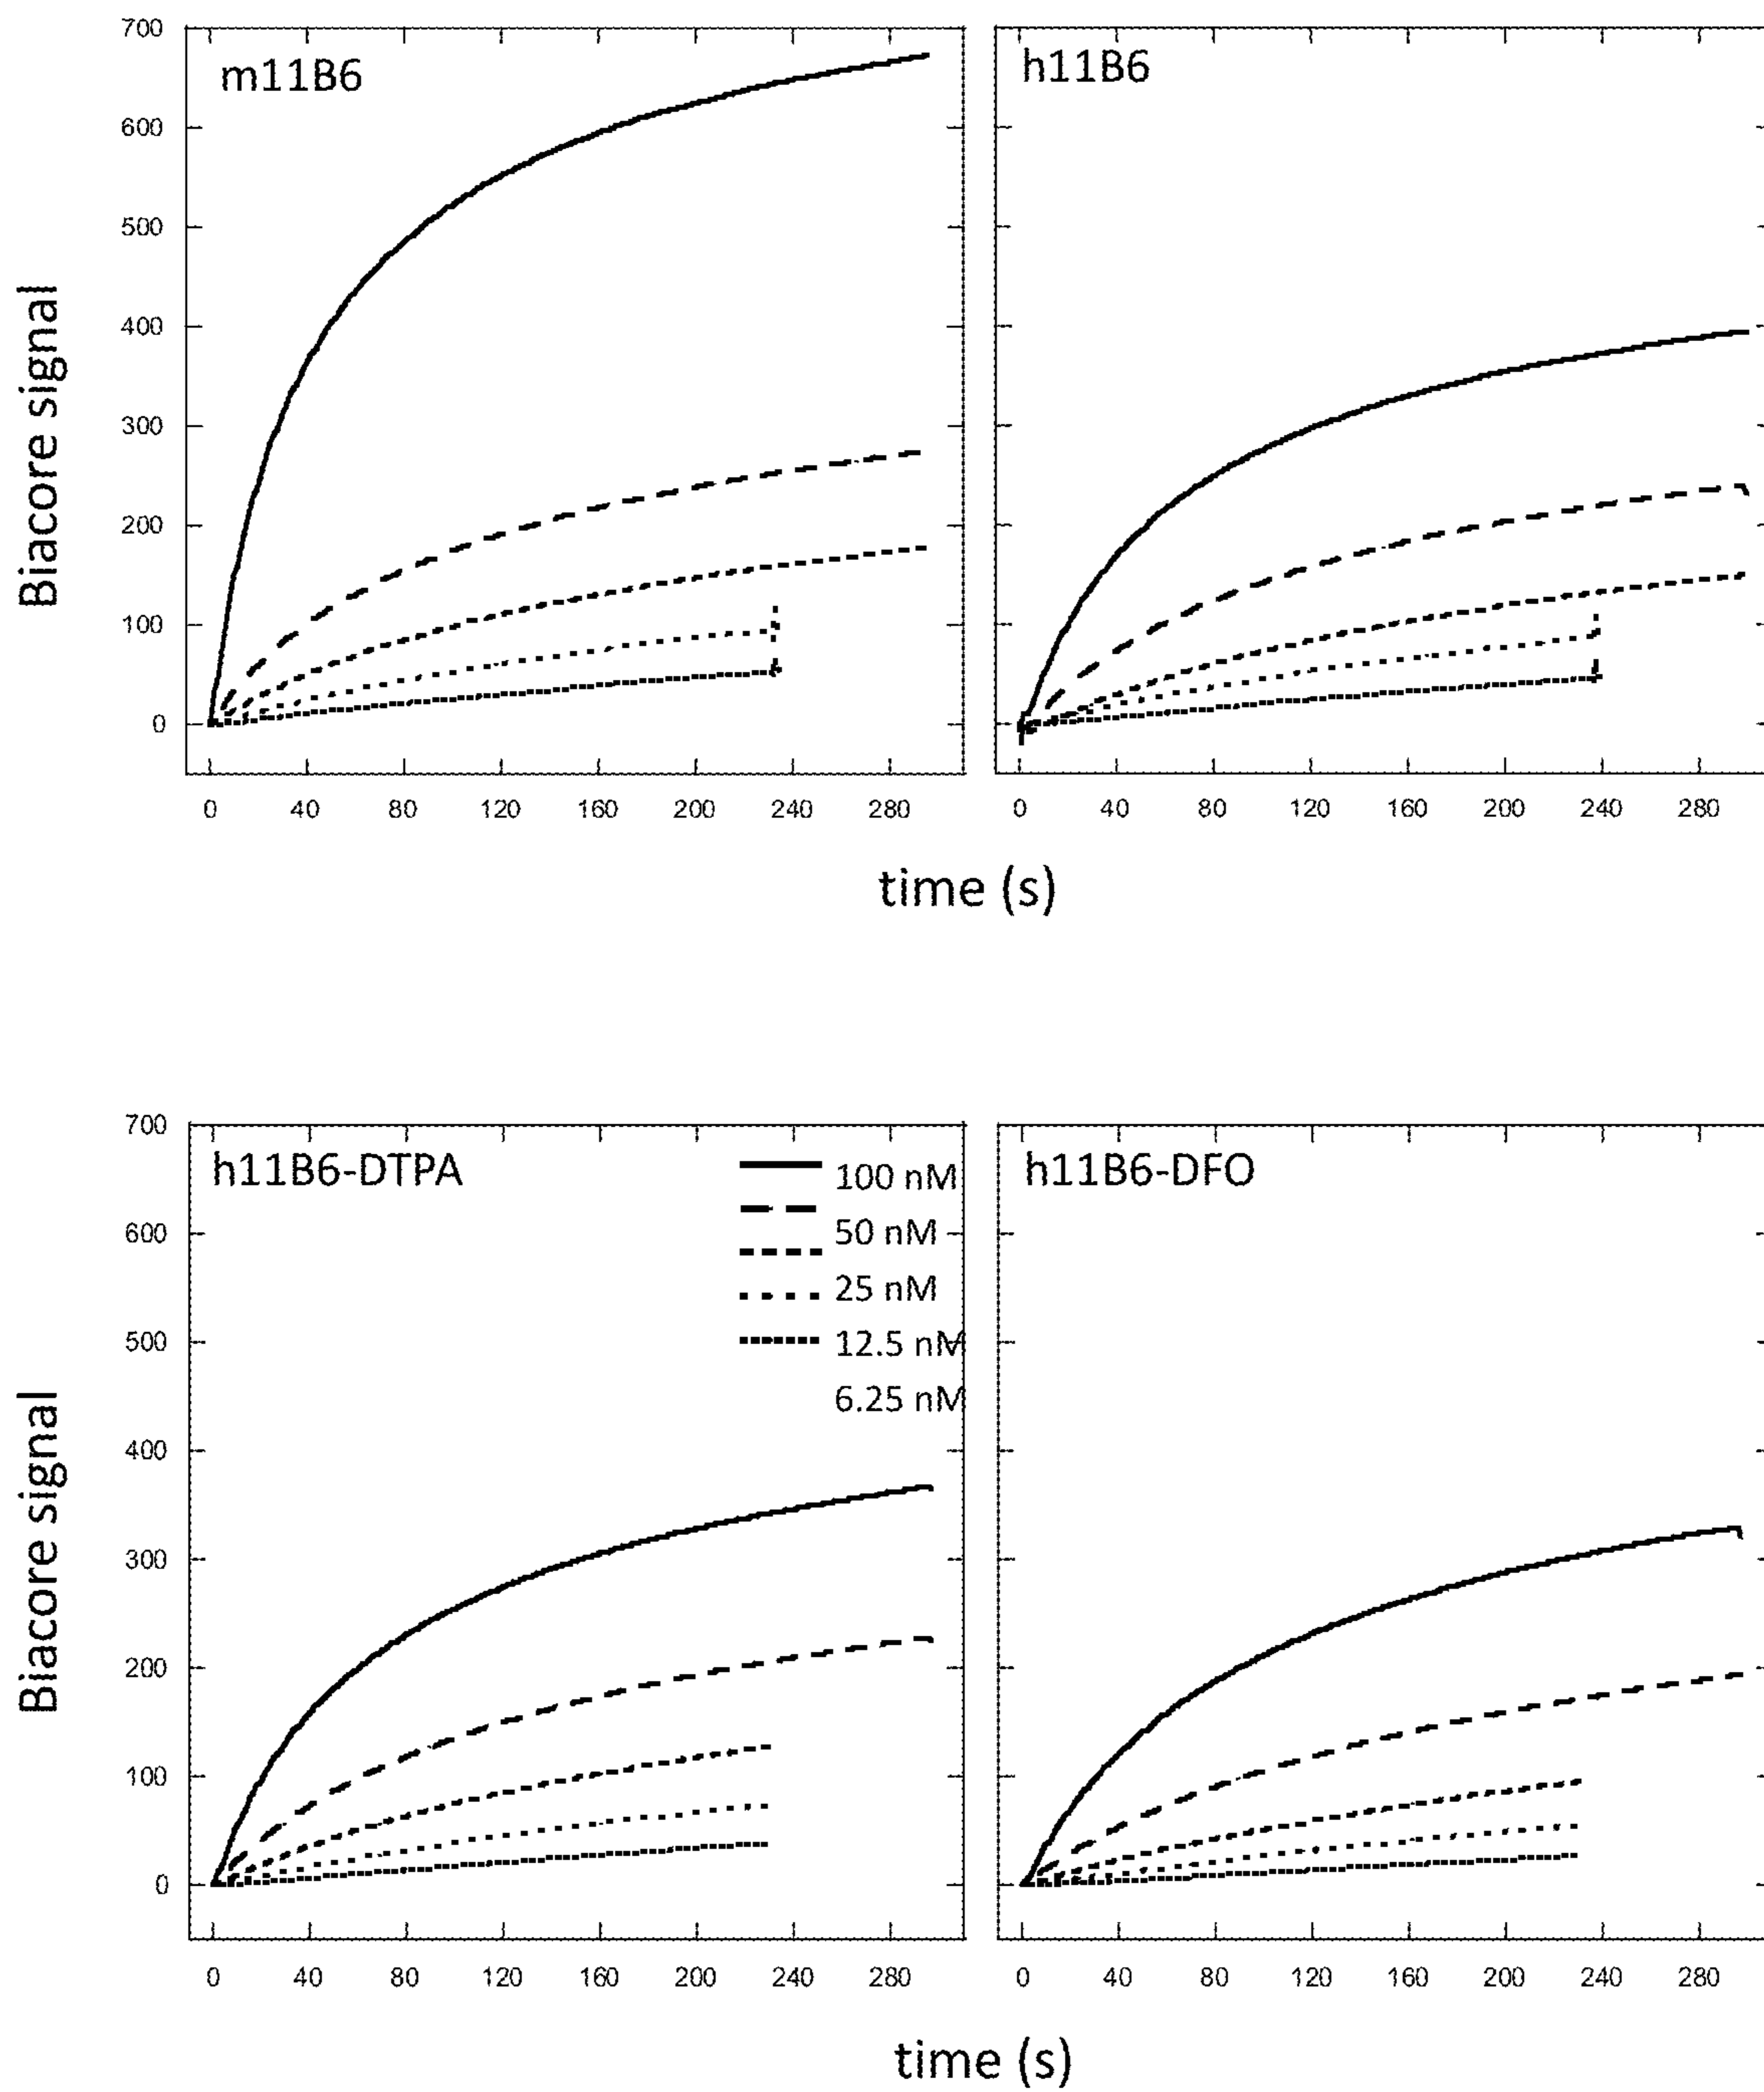 m11B6
h11B6
Biacore signal
700
600
500
400
300
200
100
0
0 40 80 120 160 200 240 280
0 40 80 120 160 200 240 280
time (s)
h11B6-DTPA
h11B6-DFO
100 nM
50 nM
25 nM
12.5 nM
6.25 nM
Biacore signal
700
600
500
400
300
200
100
0
0 40 80 120 160 200 240 280
0 40 80 120 160 200 240 280
time (s)